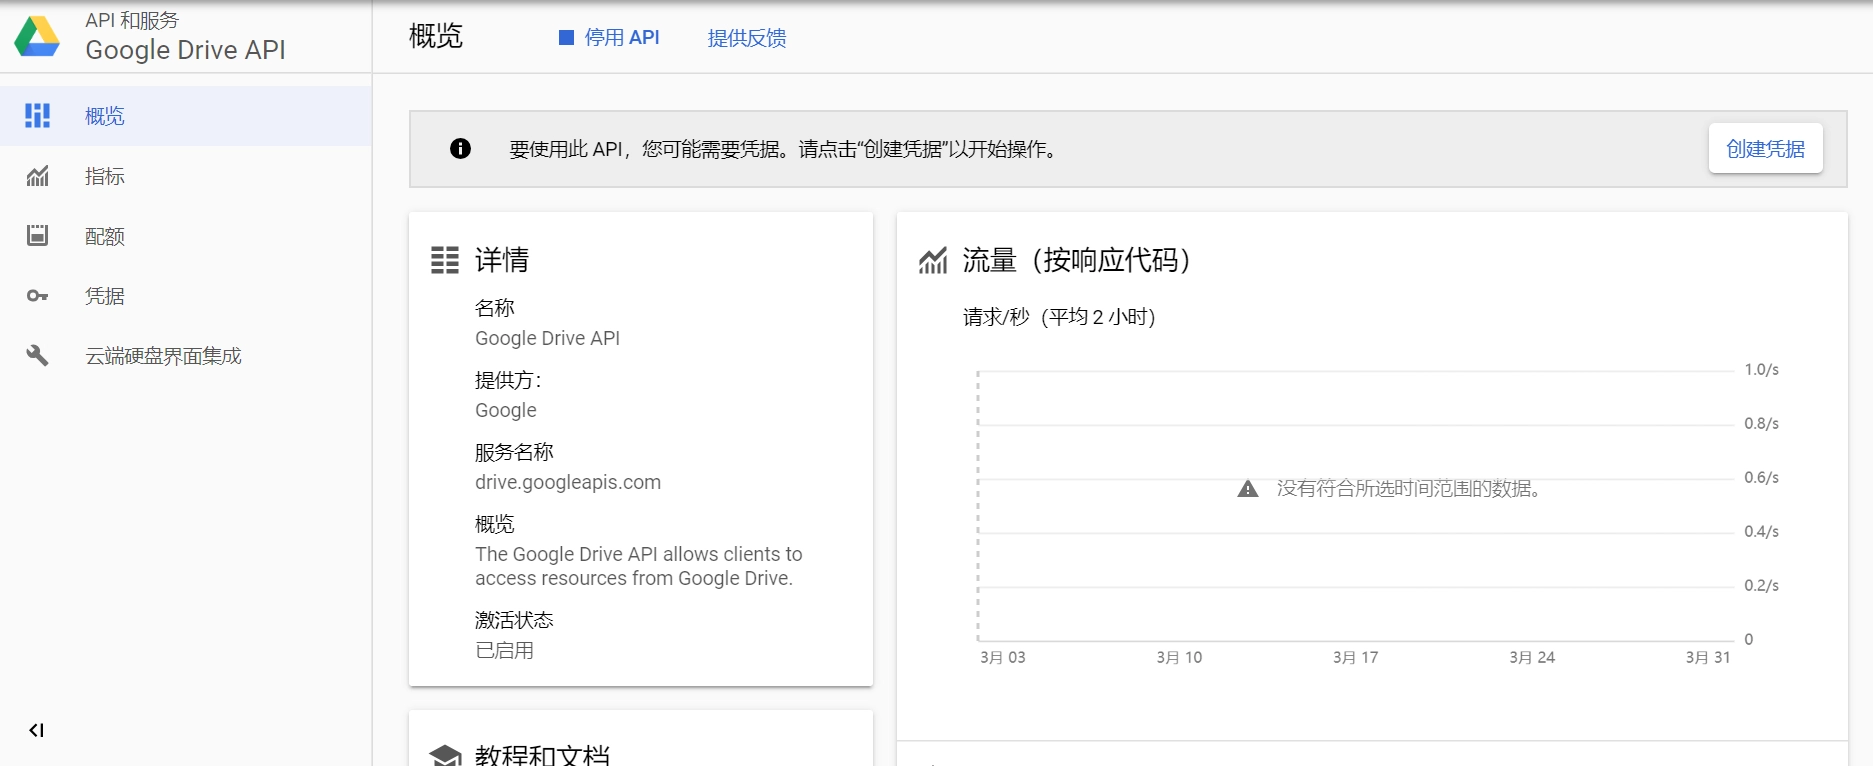 API 和服务
Google Drive API
概览
停用 API
提供反馈
概览
指标
配额
凭据
云端硬盘界面集成
要使用此 API，您可能需要凭据。请点击“创建凭据”以开始操作。
创建凭据
详情
名称
Google Drive API
提供方：
Google
服务名称
drive.googleapis.com
概览
The Google Drive API allows clients to
access resources from Google Drive.
激活状态
已启用
教程和文档
流量（按响应代码）
请求/秒（平均 2 小时）
1.0/s
0.8/s
0.6/s
没有符合所选时间范围的数据。
0.4/s
0.2/s
0
3月 03
3月 10
3月 17
3月 24
3月 31